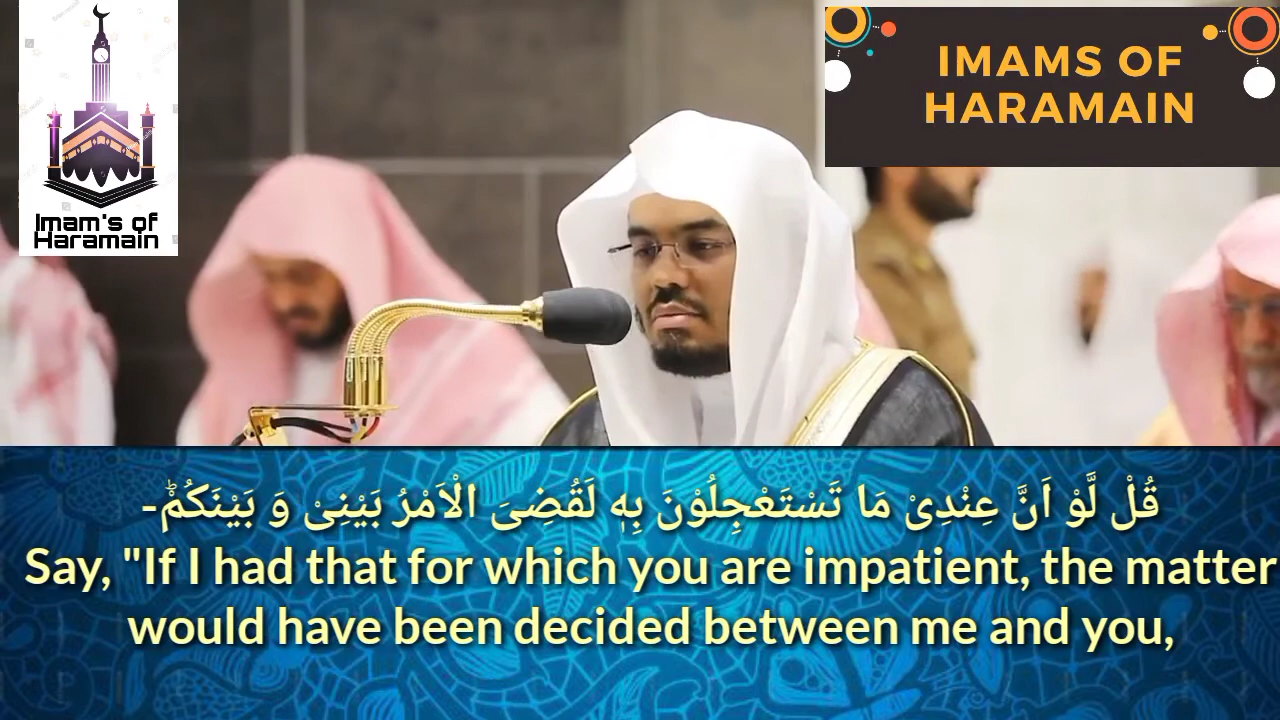 Imam's of
Haramain
IMAMS OF
HARAMAIN
قُلْ لَّوْ اَنَّ عِنْدِیْ مَا تَسْتَعْجِلُوْنَ بِهٖ لَقُضِیَ الْاَمْرُ بَیْنِیْ وَ بَیْنَكُمْؕ-
Say, "If I had that for which you are impatient, the matter
would have been decided between me and you,